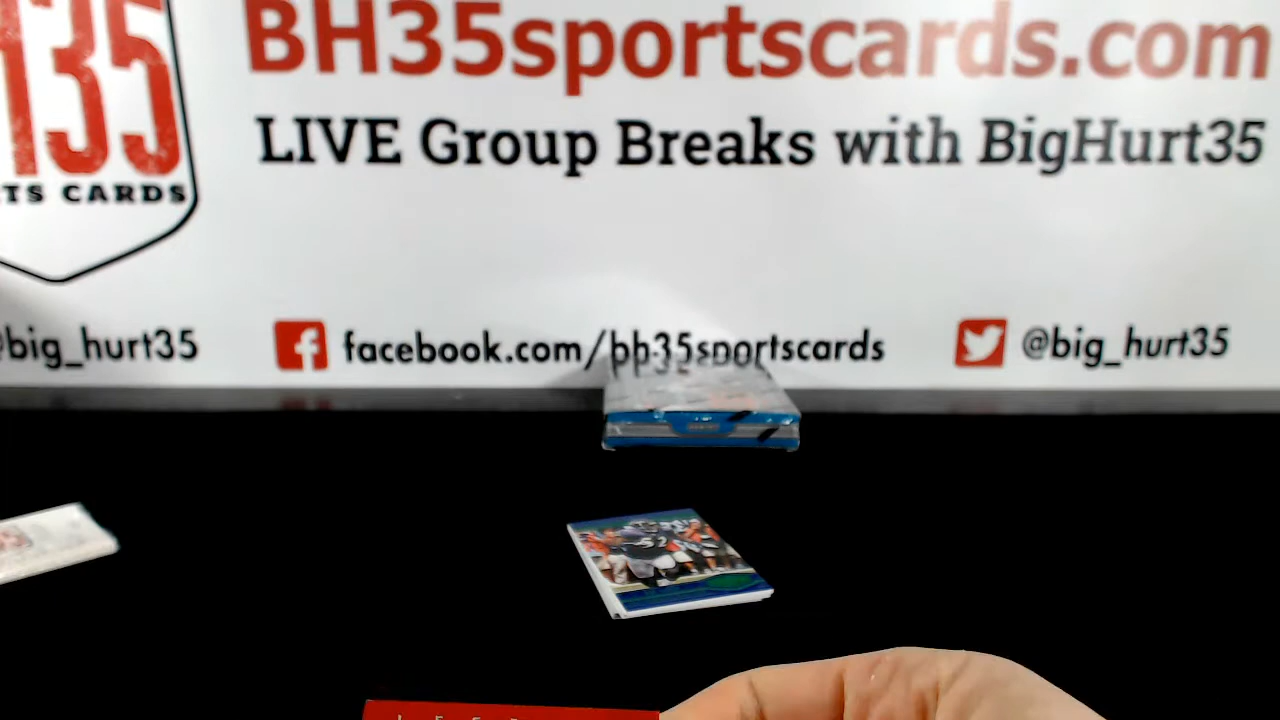 135
TS CARDS
BH35sportscards.com
LIVE Group Breaks with BigHurt35
big_hurt35
facebook.com/bh35sportscards
@big_hurt35